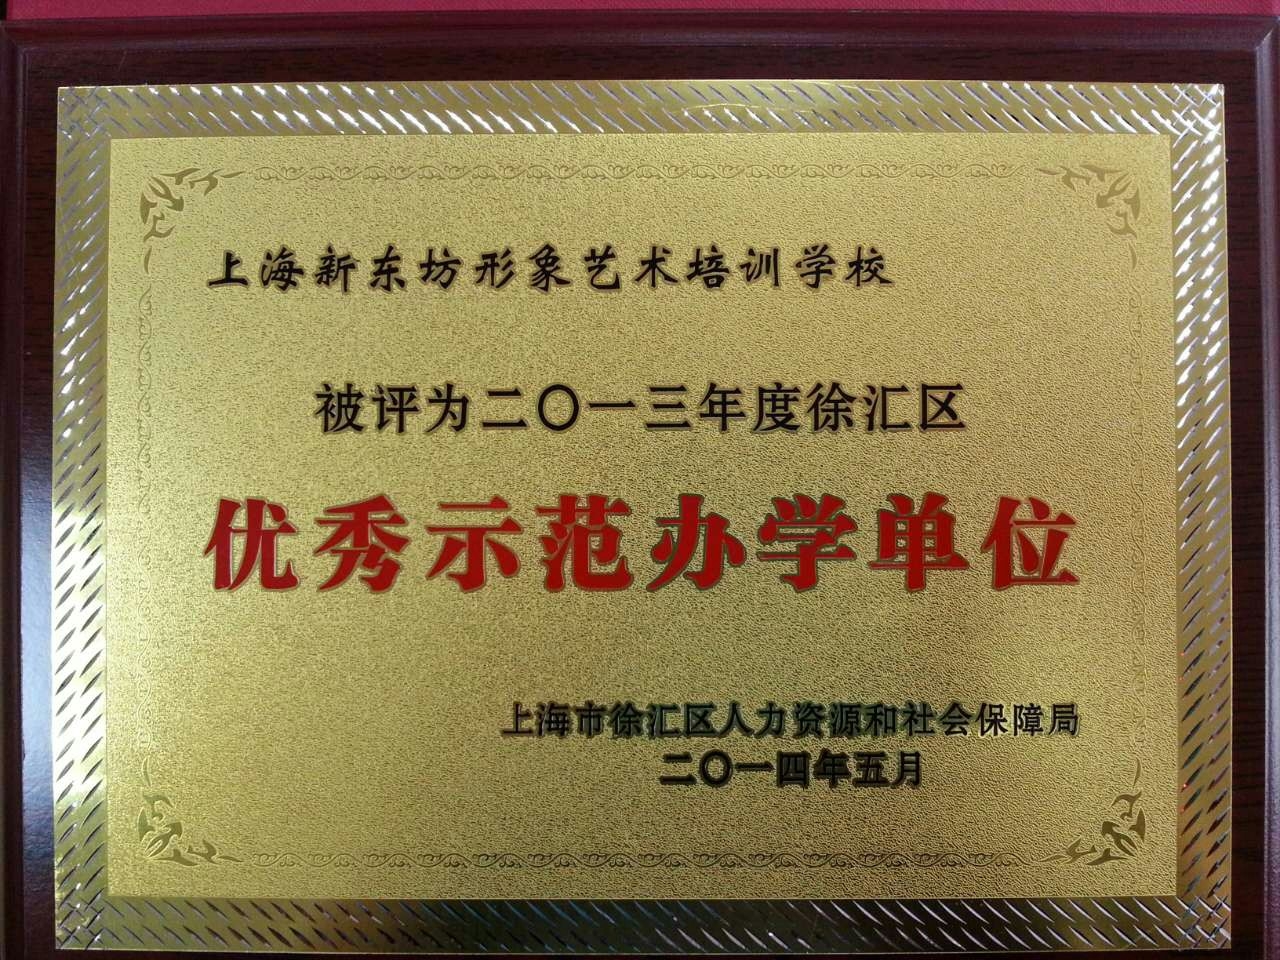 上海新东坊形象艺术培训学校
被评为二〇一三年度徐汇区
优秀示范办学单位
上海市徐汇区人力资源和社会保障局
二〇一四年五月